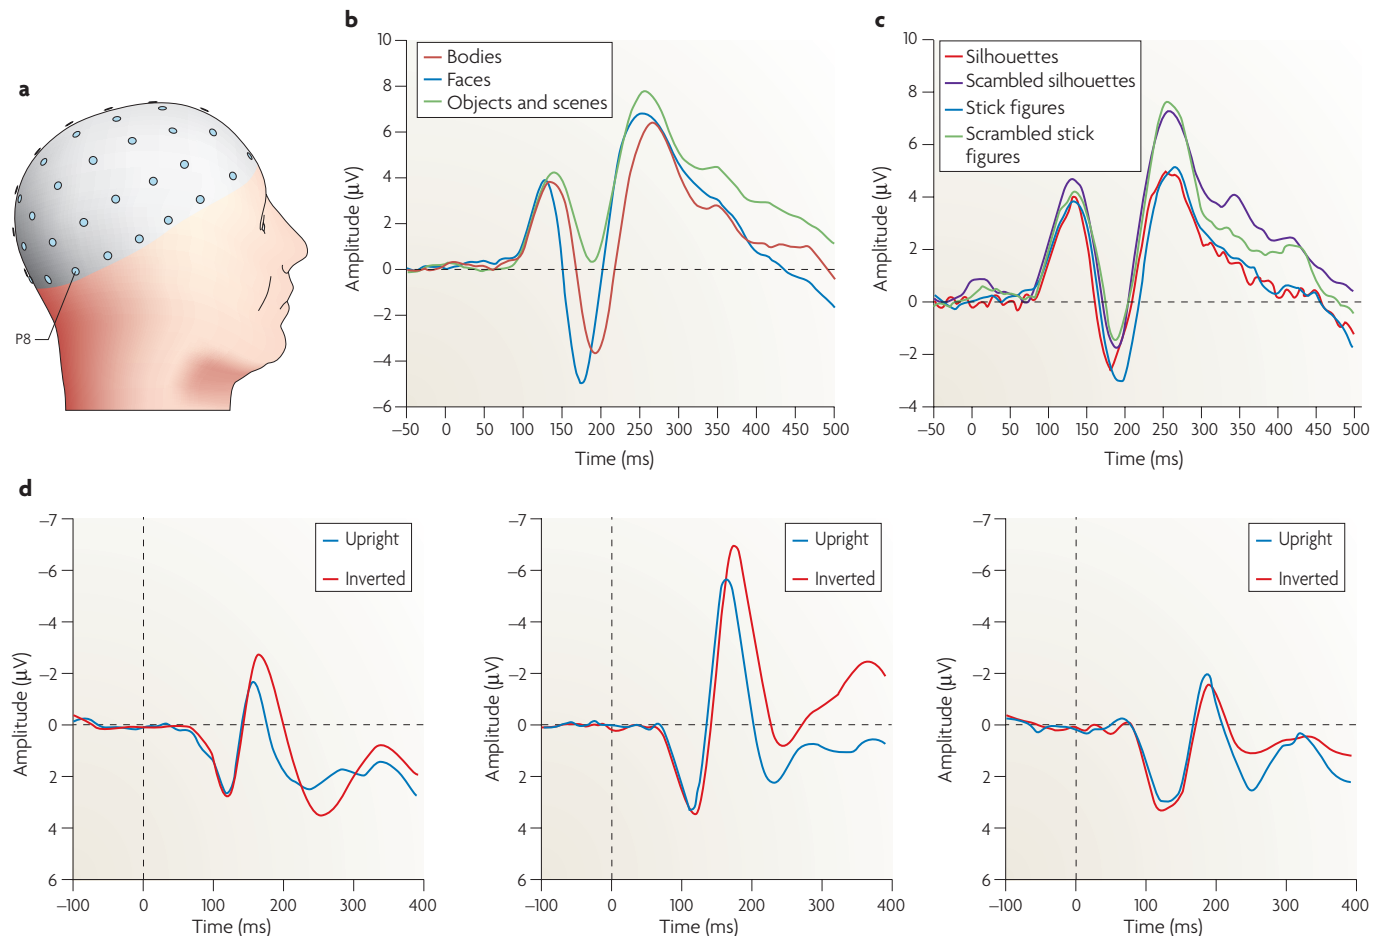 a
P8
b
Bodies
Faces
Objects and scenes
10
8
6
4
2
0
−2
−4
−6
Amplitude (μV)
−50 0 50 100 150 200 250 300 350 400 450 500
Time (ms)
c
Silhouettes
Scambled silhouettes
Stick figures
Scrambled stick
figures
10
8
6
4
2
0
−2
−4
Amplitude (μV)
−50 0 50 100 150 200 250 300 350 400 450 500
Time (ms)
d
−7
−6
−4
−2
0
2
4
6
Amplitude (μV)
Upright
Inverted
−100 0 100 200 300 400
Time (ms)
−7
−6
−4
−2
0
2
4
6
Amplitude (μV)
Upright
Inverted
−100 0 100 200 300 400
Time (ms)
−7
−6
−4
−2
0
2
4
6
Amplitude (μV)
Upright
Inverted
−100 0 100 200 300 400
Time (ms)